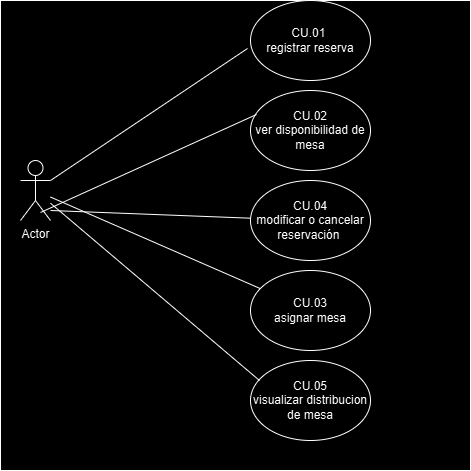 CU.01
registrar reserva
CU.02
ver disponibilidad de
mesa
Actor
CU.04
modificar o cancelar
reservación
CU.03
asignar mesa
CU.05
visualizar distribucion
de mesa